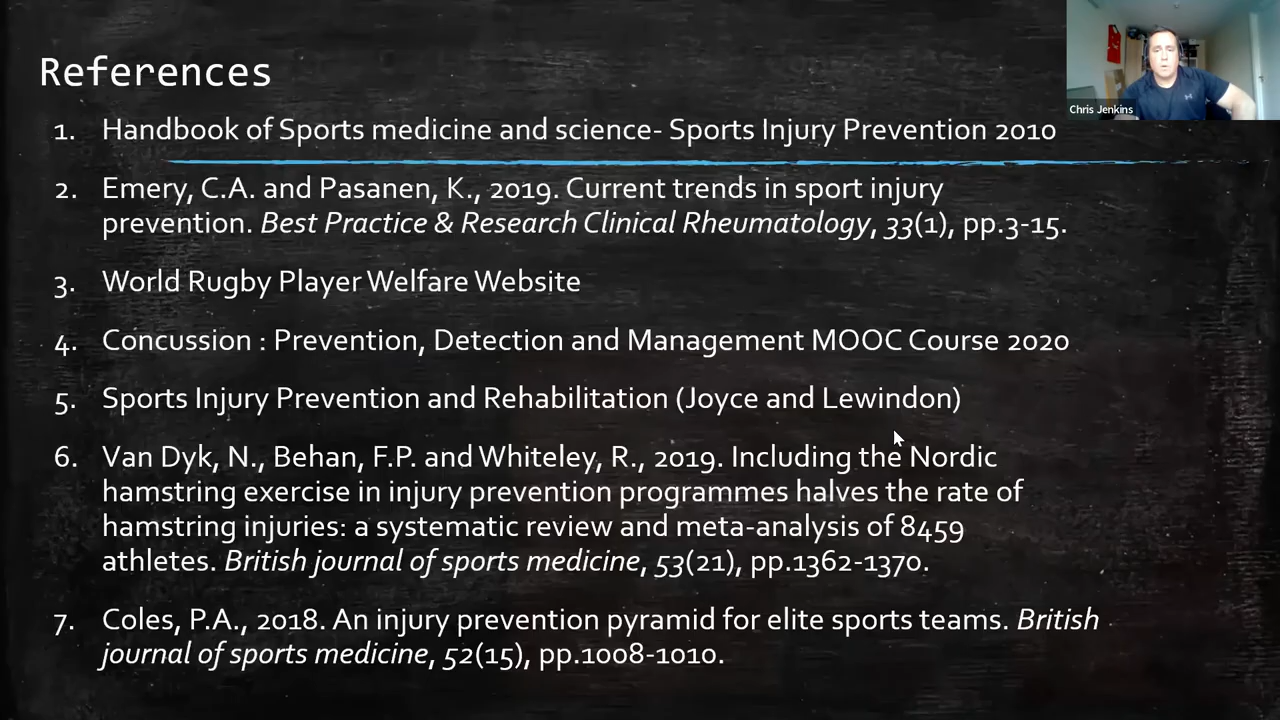 References
Chris Jenkins
1. Handbook of Sports medicine and science- Sports Injury Prevention 2010
2. Emery, C.A. and Pasanen, K., 2019. Current trends in sport injury
prevention. Best Practice & Research Clinical Rheumatology, 33(1), pp.3-15.
3. World Rugby Player Welfare Website
4. Concussion : Prevention, Detection and Management MOOC Course 2020
5. Sports Injury Prevention and Rehabilitation (Joyce and Lewindon)
6. Van Dyk, N., Behan, F.P. and Whiteley, R., 2019. Including the Nordic
hamstring exercise in injury prevention programmes halves the rate of
hamstring injuries: a systematic review and meta-analysis of 8459
athletes. British journal of sports medicine, 53(21), pp.1362-1370.
7. Coles, P.A., 2018. An injury prevention pyramid for elite sports teams. British
journal of sports medicine, 52(15), pp.1008-1010.